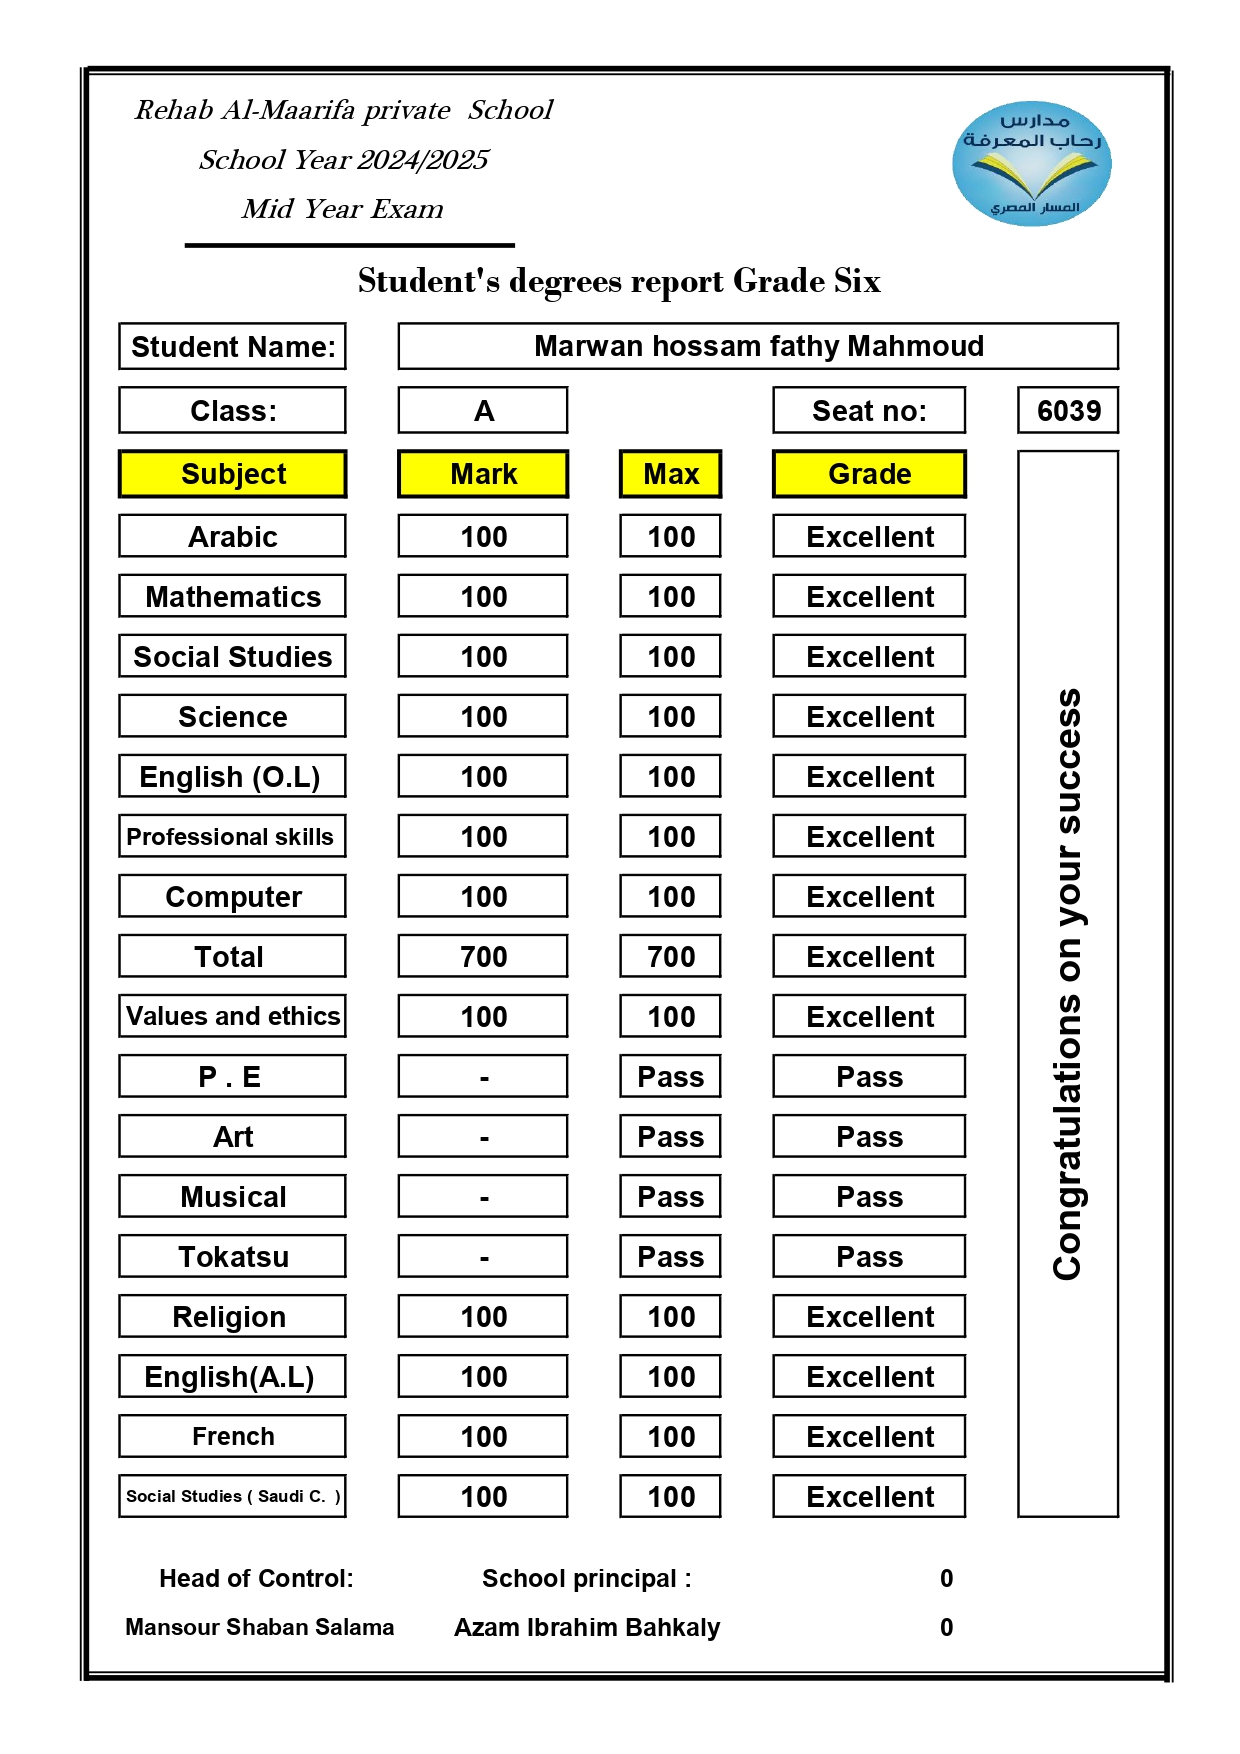 Rehab Al-Maarifa private School
School Year 2024/2025
Mid Year Exam
مدارس
رحاب المعرفة
المسار المصري
Student's degrees report Grade Six
Student Name: Marwan hossam fathy Mahmoud
Class: A Seat no: 6039
Subject Mark Max Grade
Arabic 100 100 Excellent
Mathematics 100 100 Excellent
Social Studies 100 100 Excellent
Science 100 100 Excellent
English (O.L) 100 100 Excellent
Professional skills 100 100 Excellent
Computer 100 100 Excellent
Total 700 700 Excellent
Values and ethics 100 100 Excellent
P . E - Pass Pass
Art - Pass Pass
Musical - Pass Pass
Tokatsu - Pass Pass
Religion 100 100 Excellent
English(A.L) 100 100 Excellent
French 100 100 Excellent
Social Studies ( Saudi C. ) 100 100 Excellent
Congratulations on your success
Head of Control: School principal : 0
Mansour Shaban Salama Azam Ibrahim Bahkaly 0